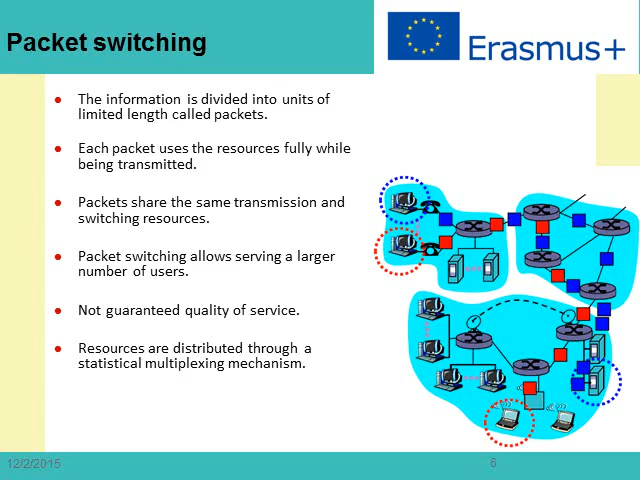 Packet switching
Erasmus+
The information is divided into units of
limited length called packets.
Each packet uses the resources fully while
being transmitted.
Packets share the same transmission and
switching resources.
Packet switching allows serving a larger
number of users.
Not guaranteed quality of service.
Resources are distributed through a
statistical multiplexing mechanism.
12/2/2015
6